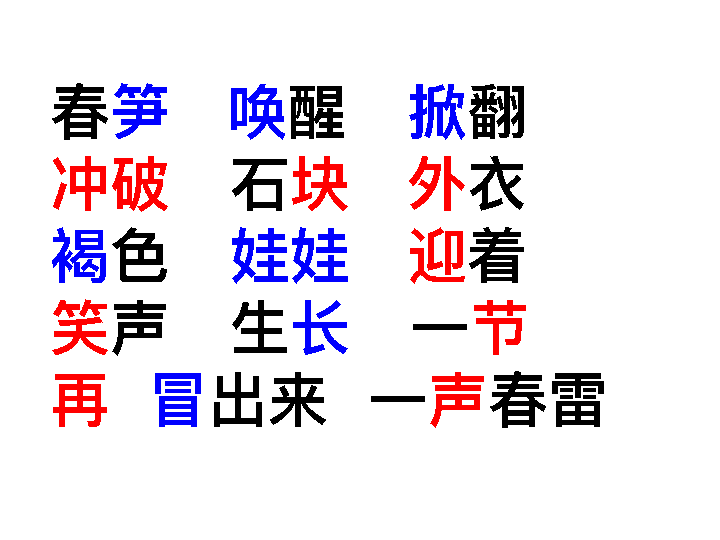 春笋 唤醒 掀翻
冲破 石块 外衣
褐色 娃娃 迎着
笑声 生长 一节
再 冒出来 一声春雷